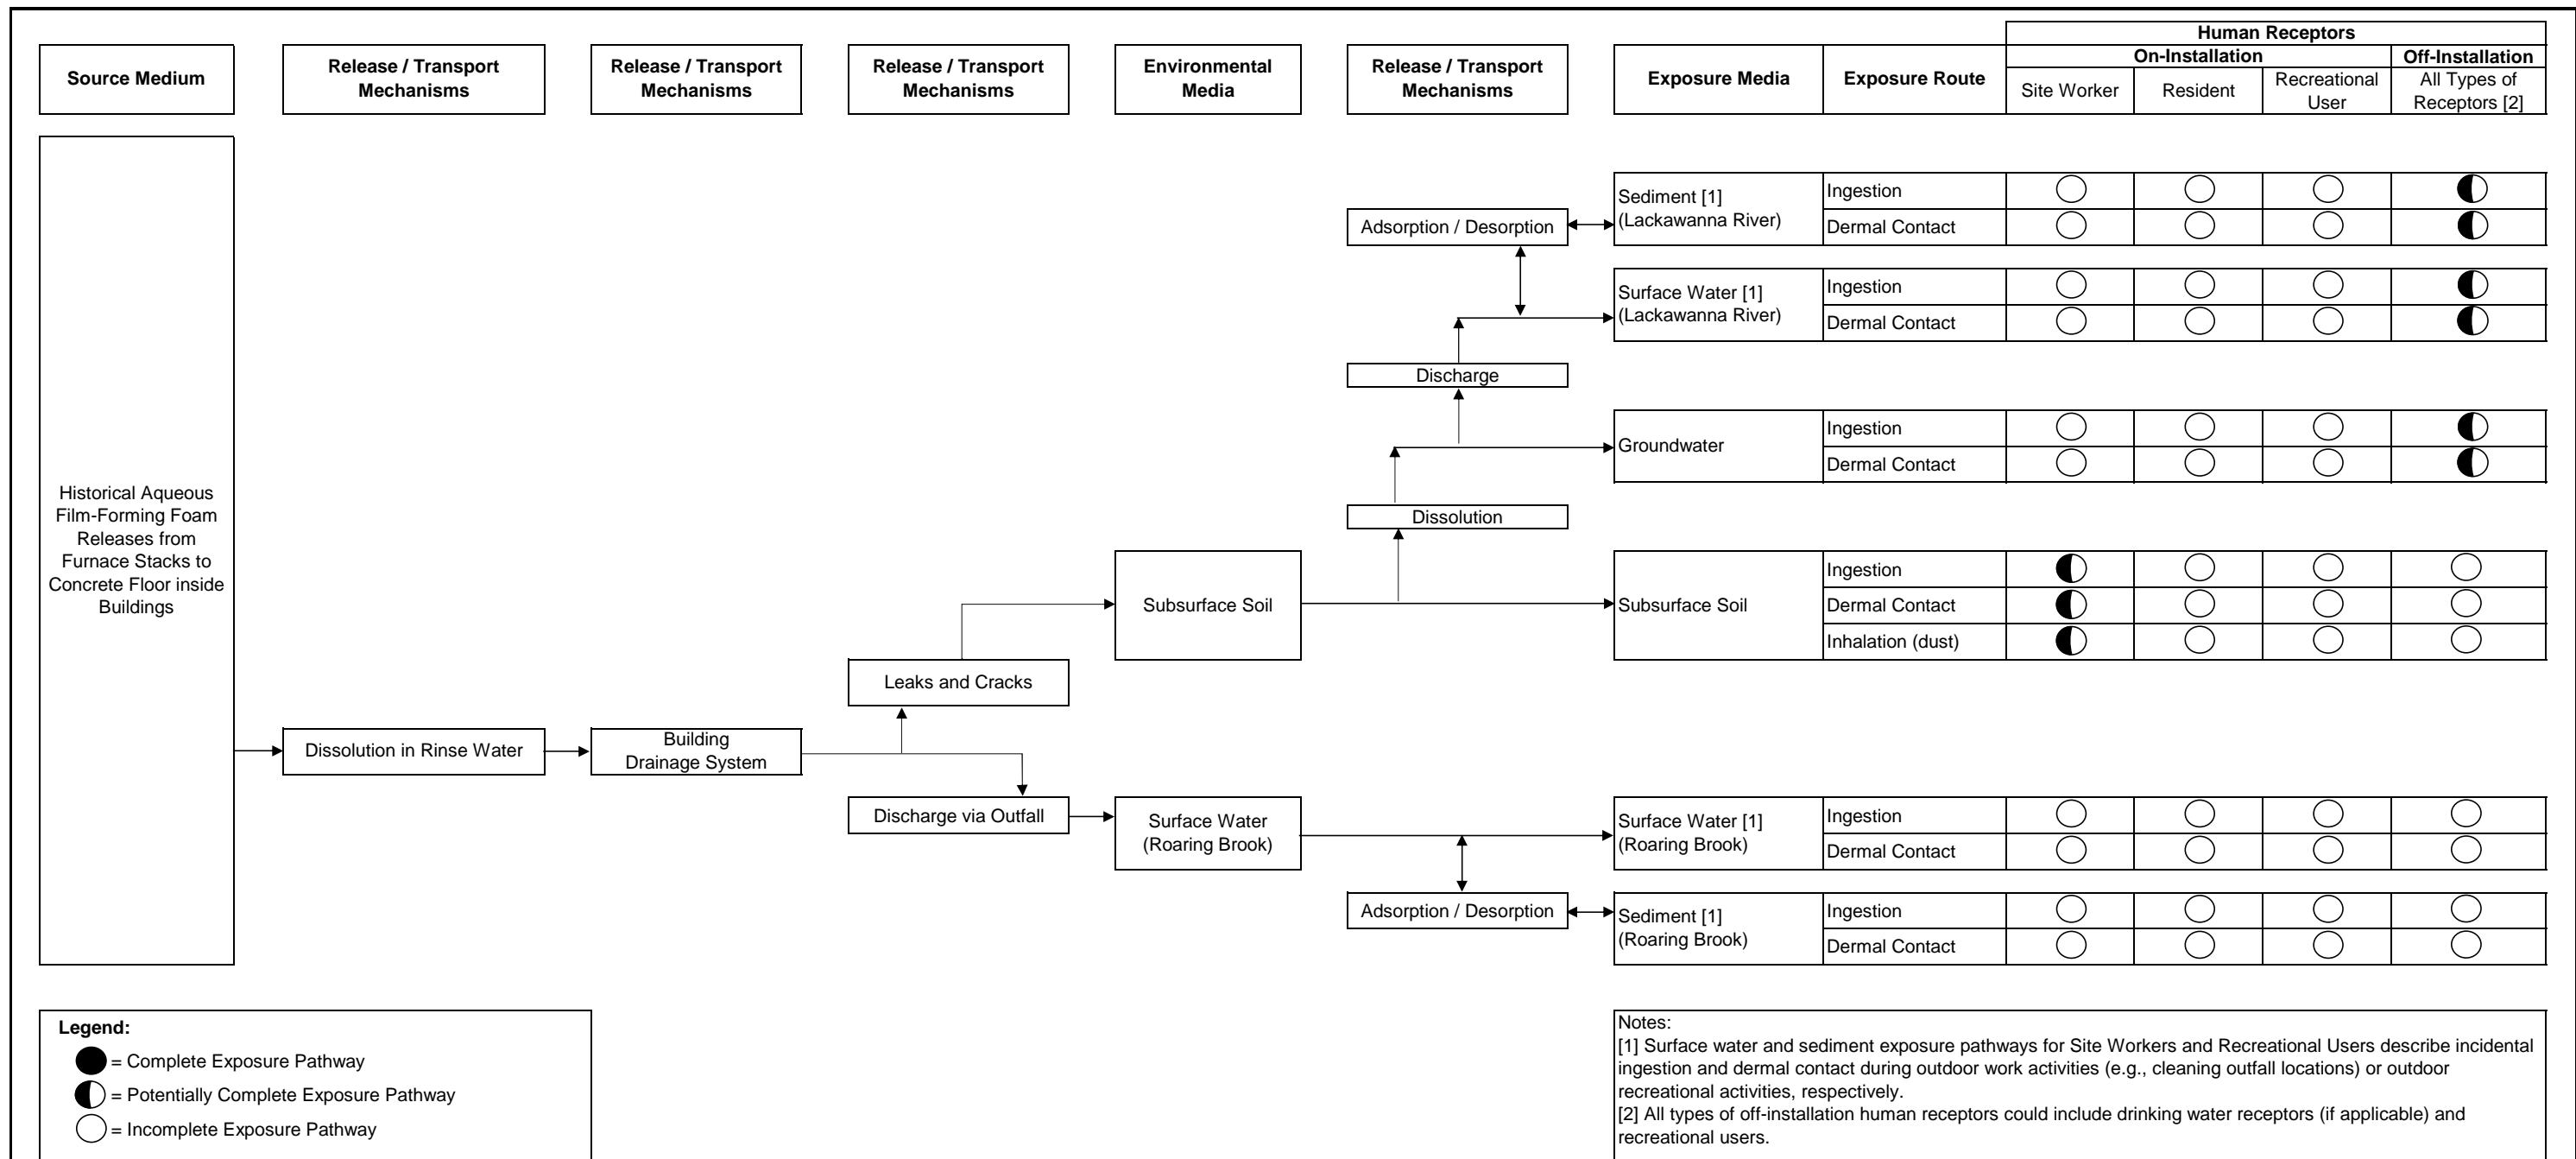 Human Receptors
On-Installation
Off-Installation
Source Medium
Release / Transport
Mechanisms
Release / Transport
Mechanisms
Release / Transport
Mechanisms
Environmental
Media
Release / Transport
Mechanisms
Exposure Media
Exposure Route
Site Worker
Resident
Recreational
User
All Types of
Receptors [2]
Historical Aqueous
Film-Forming Foam
Releases from
Furnace Stacks to
Concrete Floor inside
Buildings
Dissolution in Rinse Water
Building
Drainage System
Leaks and Cracks
Discharge via Outfall
Subsurface Soil
Surface Water
(Roaring Brook)
Adsorption / Desorption
Discharge
Dissolution
Adsorption / Desorption
Sediment [1]
(Lackawanna River)
Ingestion
Dermal Contact
Surface Water [1]
(Lackawanna River)
Ingestion
Dermal Contact
Groundwater
Ingestion
Dermal Contact
Subsurface Soil
Ingestion
Dermal Contact
Inhalation (dust)
Surface Water [1]
(Roaring Brook)
Ingestion
Dermal Contact
Sediment [1]
(Roaring Brook)
Ingestion
Dermal Contact
Legend:
= Complete Exposure Pathway
= Potentially Complete Exposure Pathway
= Incomplete Exposure Pathway
Notes:
[1] Surface water and sediment exposure pathways for Site Workers and Recreational Users describe incidental
ingestion and dermal contact during outdoor work activities (e.g., cleaning outfall locations) or outdoor
recreational activities, respectively.
[2] All types of off-installation human receptors could include drinking water receptors (if applicable) and
recreational users.